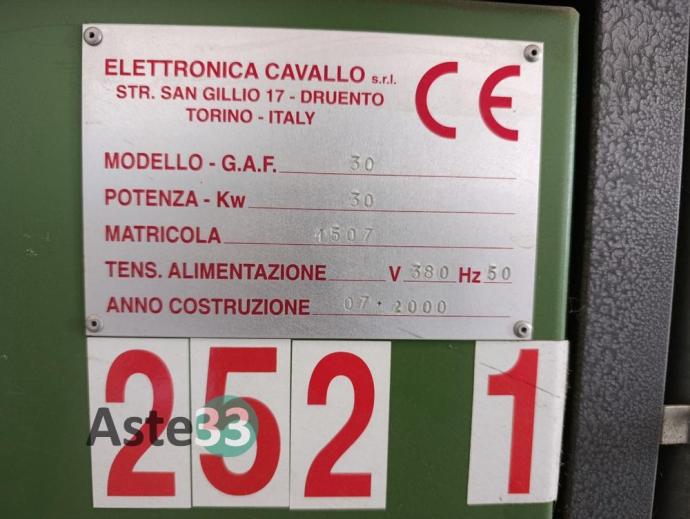 ELETTRONICA CAVALLO s.r.l.
STR. SAN GILLIO 17 - DRUENTO
TORINO - ITALY
CE
MODELLO - G.A.F. 30
POTENZA - Kw 30
MATRICOLA 1507
TENS. ALIMENTAZIONE V 380 Hz 50
ANNO COSTRUZIONE 07 · 2000
252 1
Aste33